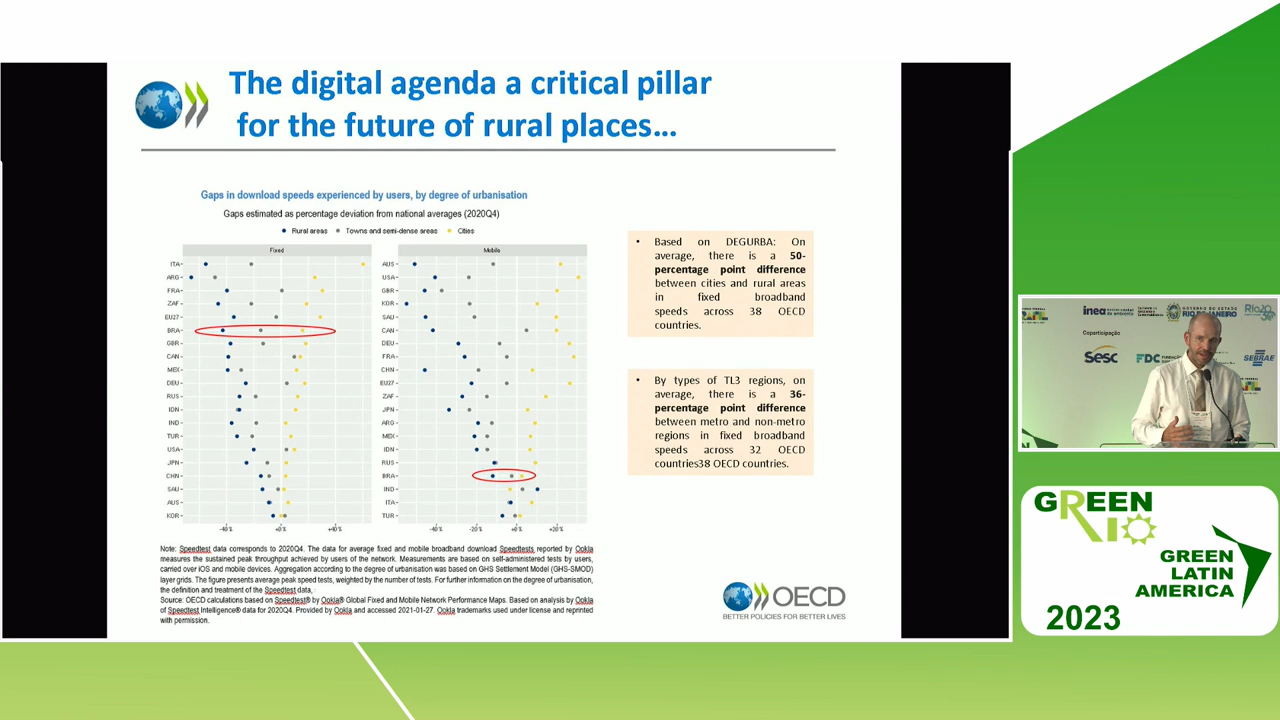 The digital agenda a critical pillar
for the future of rural places…
Gaps in download speeds experienced by users, by degree of urbanisation
Gaps estimated as percentage deviation from national averages (2020Q4)
Rural areas Towns and semi-dense areas Cities
Fixed Mobile
ITA AUS
ARG USA
FRA GBR
ZAF KOR
EU27 SAU
BRA CAN
GBR DEU
CAN FRA
MEX CHN
DEU EU27
RUS ZAF
IDN JPN
IND ARG
TUR MEX
USA IDN
JPN RUS
CHN BRA
SAU IND
AUS ITA
KOR TUR
-40% +0% +40% -40% -20% +0% +20%
Note: Speedtest data corresponds to 2020Q4. The data for average fixed and mobile broadband download Speedtests reported by Ookla
measures the sustained peak throughput achieved by users of the network. Measurements are based on self-administered tests by users,
carried over iOS and mobile devices. Aggregation according to the degree of urbanisation was based on GHS Settlement Model (GHS-SMOD)
layer grids. The figure presents average peak speed tests, weighted by the number of tests. For further information on the degree of urbanisation,
the definition and treatment of the Speedtest data,
Source: OECD calculations based on Speedtest® by Ookla® Global Fixed and Mobile Network Performance Maps. Based on analysis by Ookla
of Speedtest Intelligence® data for 2020Q4. Provided by Ookla and accessed 2021-01-27. Ookla trademarks used under license and reprinted
with permission.
• Based on DEGURBA: On
average, there is a 50-
percentage point difference
between cities and rural areas
in fixed broadband
speeds across 38 OECD
countries.
• By types of TL3 regions, on
average, there is a 36-
percentage point difference
between metro and non-metro
regions in fixed broadband
speeds across 32 OECD
countries38 OECD countries.
OECD
BETTER POLICIES FOR BETTER LIVES
inea
RIO DE JANEIRO
Coparticipação
Sesc
FDC
SEBRAE
GREEN
RIO
GREEN
LATIN
AMERICA
2023